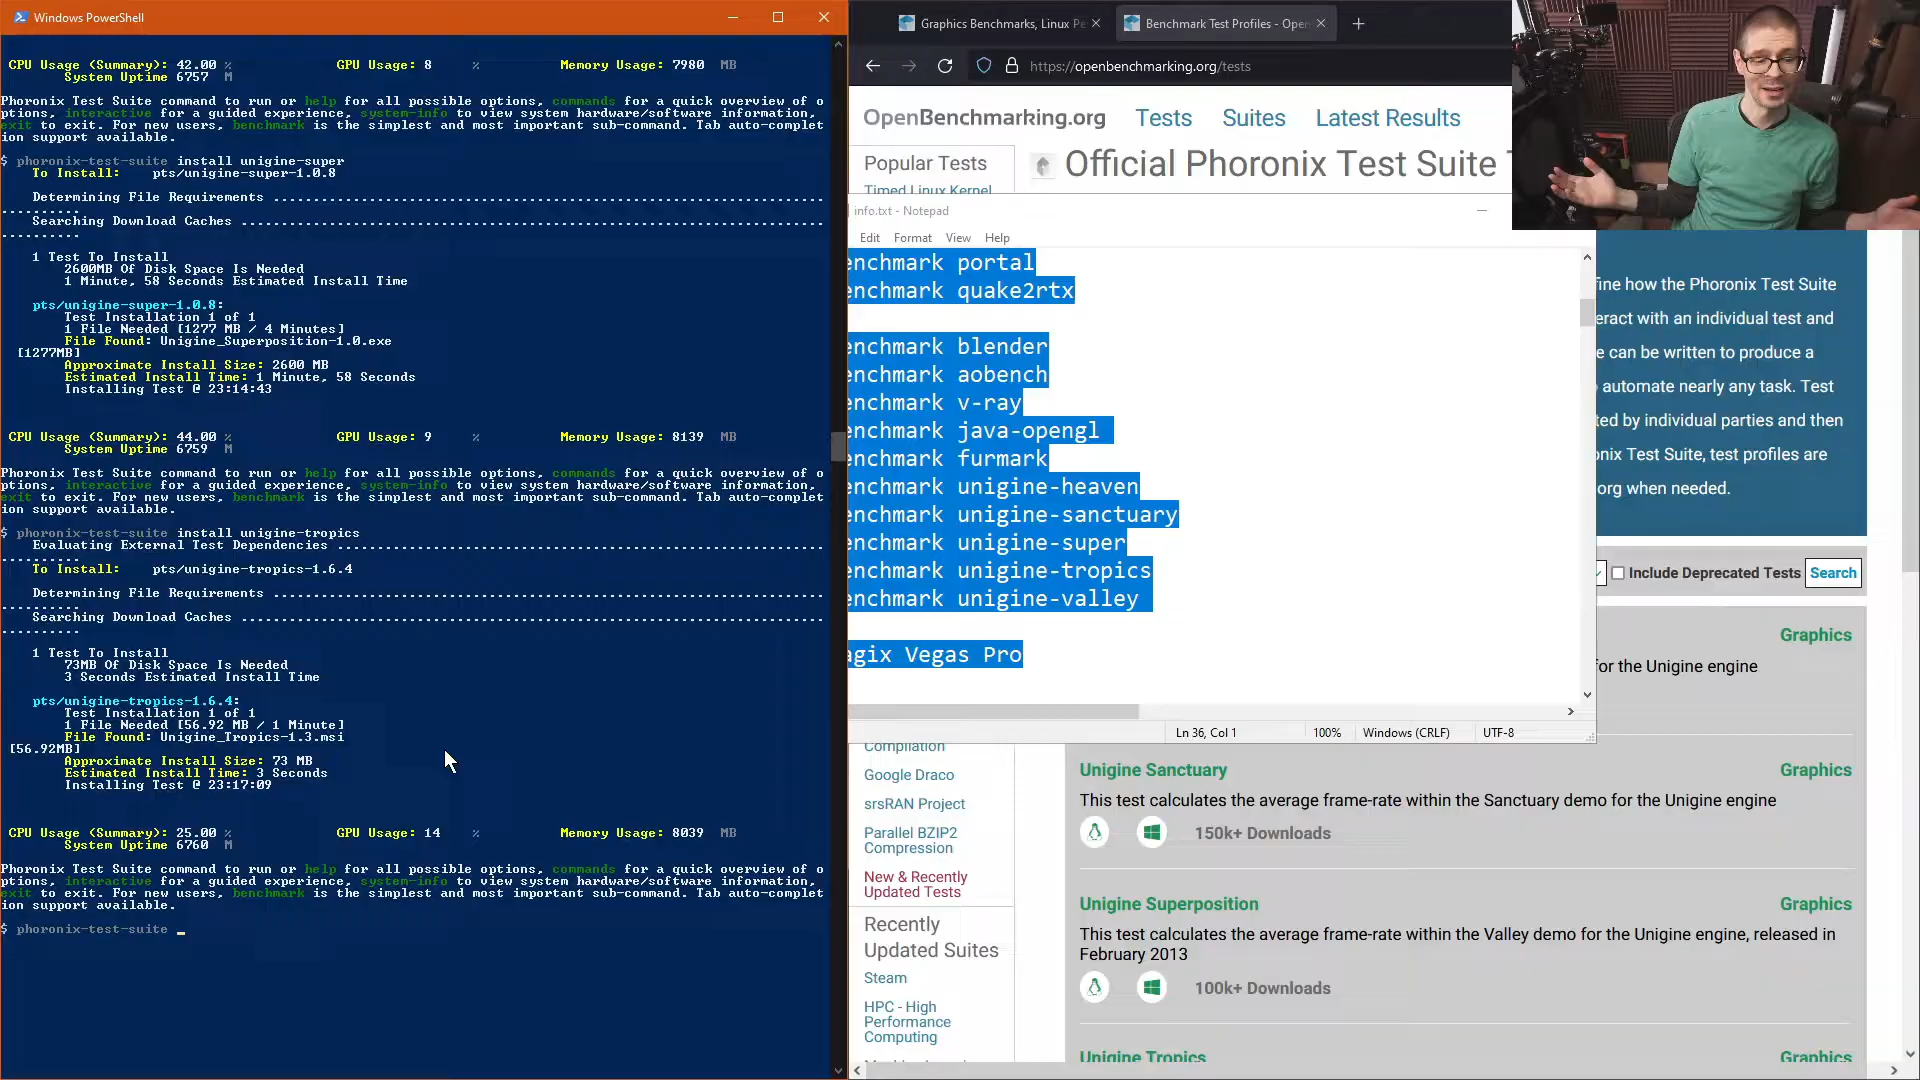 Windows PowerShell
CPU Usage (Summary): 42.00 % GPU Usage: 8 % Memory Usage: 7980 MB
System Uptime 6757 M
Phoronix Test Suite command to run or help for all possible options, commands for a quick overview of o
ptions, interactive for a guided experience, system-info to view system hardware/software information,
exit to exit. For new users, benchmark is the simplest and most important sub-command. Tab auto-complet
ion support available.
$ phoronix-test-suite install unigine-super
To Install: pts/unigine-super-1.0.8
Determining File Requirements ......................................................................
..........
Searching Download Caches ..........................................................................
..........
1 Test To Install
2600MB Of Disk Space Is Needed
1 Minute, 58 Seconds Estimated Install Time
pts/unigine-super-1.0.8:
Test Installation 1 of 1
1 File Needed [1277 MB / 4 Minutes]
File Found: Unigine_Superposition-1.0.exe
[1277MB]
Approximate Install Size: 2600 MB
Estimated Install Time: 1 Minute, 58 Seconds
Installing Test @ 23:14:43
CPU Usage (Summary): 44.00 % GPU Usage: 9 % Memory Usage: 8139 MB
System Uptime 6759 M
Phoronix Test Suite command to run or help for all possible options, commands for a quick overview of o
ptions, interactive for a guided experience, system-info to view system hardware/software information,
exit to exit. For new users, benchmark is the simplest and most important sub-command. Tab auto-complet
ion support available.
$ phoronix-test-suite install unigine-tropics
Evaluating External Test Dependencies ..............................................................
..........
To Install: pts/unigine-tropics-1.6.4
Determining File Requirements ......................................................................
..........
Searching Download Caches ..........................................................................
..........
1 Test To Install
73MB Of Disk Space Is Needed
3 Seconds Estimated Install Time
pts/unigine-tropics-1.6.4:
Test Installation 1 of 1
1 File Needed [56.92 MB / 1 Minute]
File Found: Unigine_Tropics-1.3.msi
[56.92MB]
Approximate Install Size: 73 MB
Estimated Install Time: 3 Seconds
Installing Test @ 23:17:09
CPU Usage (Summary): 25.00 % GPU Usage: 14 % Memory Usage: 8039 MB
System Uptime 6760 M
Phoronix Test Suite command to run or help for all possible options, commands for a quick overview of o
ptions, interactive for a guided experience, system-info to view system hardware/software information,
exit to exit. For new users, benchmark is the simplest and most important sub-command. Tab auto-complet
ion support available.
$ phoronix-test-suite _
Graphics Benchmarks, Linux Pe
Benchmark Test Profiles - Open
https://openbenchmarking.org/tests
OpenBenchmarking.org Tests Suites Latest Results
Popular Tests
Timed Linux Kernel
Official Phoronix Test Suite T
info.txt - Notepad
Edit Format View Help
enchmark portal
enchmark quake2rtx
enchmark blender
enchmark aobench
enchmark v-ray
enchmark java-opengl
enchmark furmark
enchmark unigine-heaven
enchmark unigine-sanctuary
enchmark unigine-super
enchmark unigine-tropics
enchmark unigine-valley
agix Vegas Pro
Ln 36, Col 1 100% Windows (CRLF) UTF-8
fine how the Phoronix Test Suite
eract with an individual test and
e can be written to produce a
automate nearly any task. Test
ted by individual parties and then
onix Test Suite, test profiles are
org when needed.
Include Deprecated Tests Search
Graphics
for the Unigine engine
Compilation
Google Draco
srsRAN Project
Parallel BZIP2
Compression
New & Recently
Updated Tests
Recently
Updated Suites
Steam
HPC - High
Performance
Computing
Unigine Sanctuary Graphics
This test calculates the average frame-rate within the Sanctuary demo for the Unigine engine
150k+ Downloads
Unigine Superposition Graphics
This test calculates the average frame-rate within the Valley demo for the Unigine engine, released in
February 2013
100k+ Downloads
Unigine Tropics Graphics